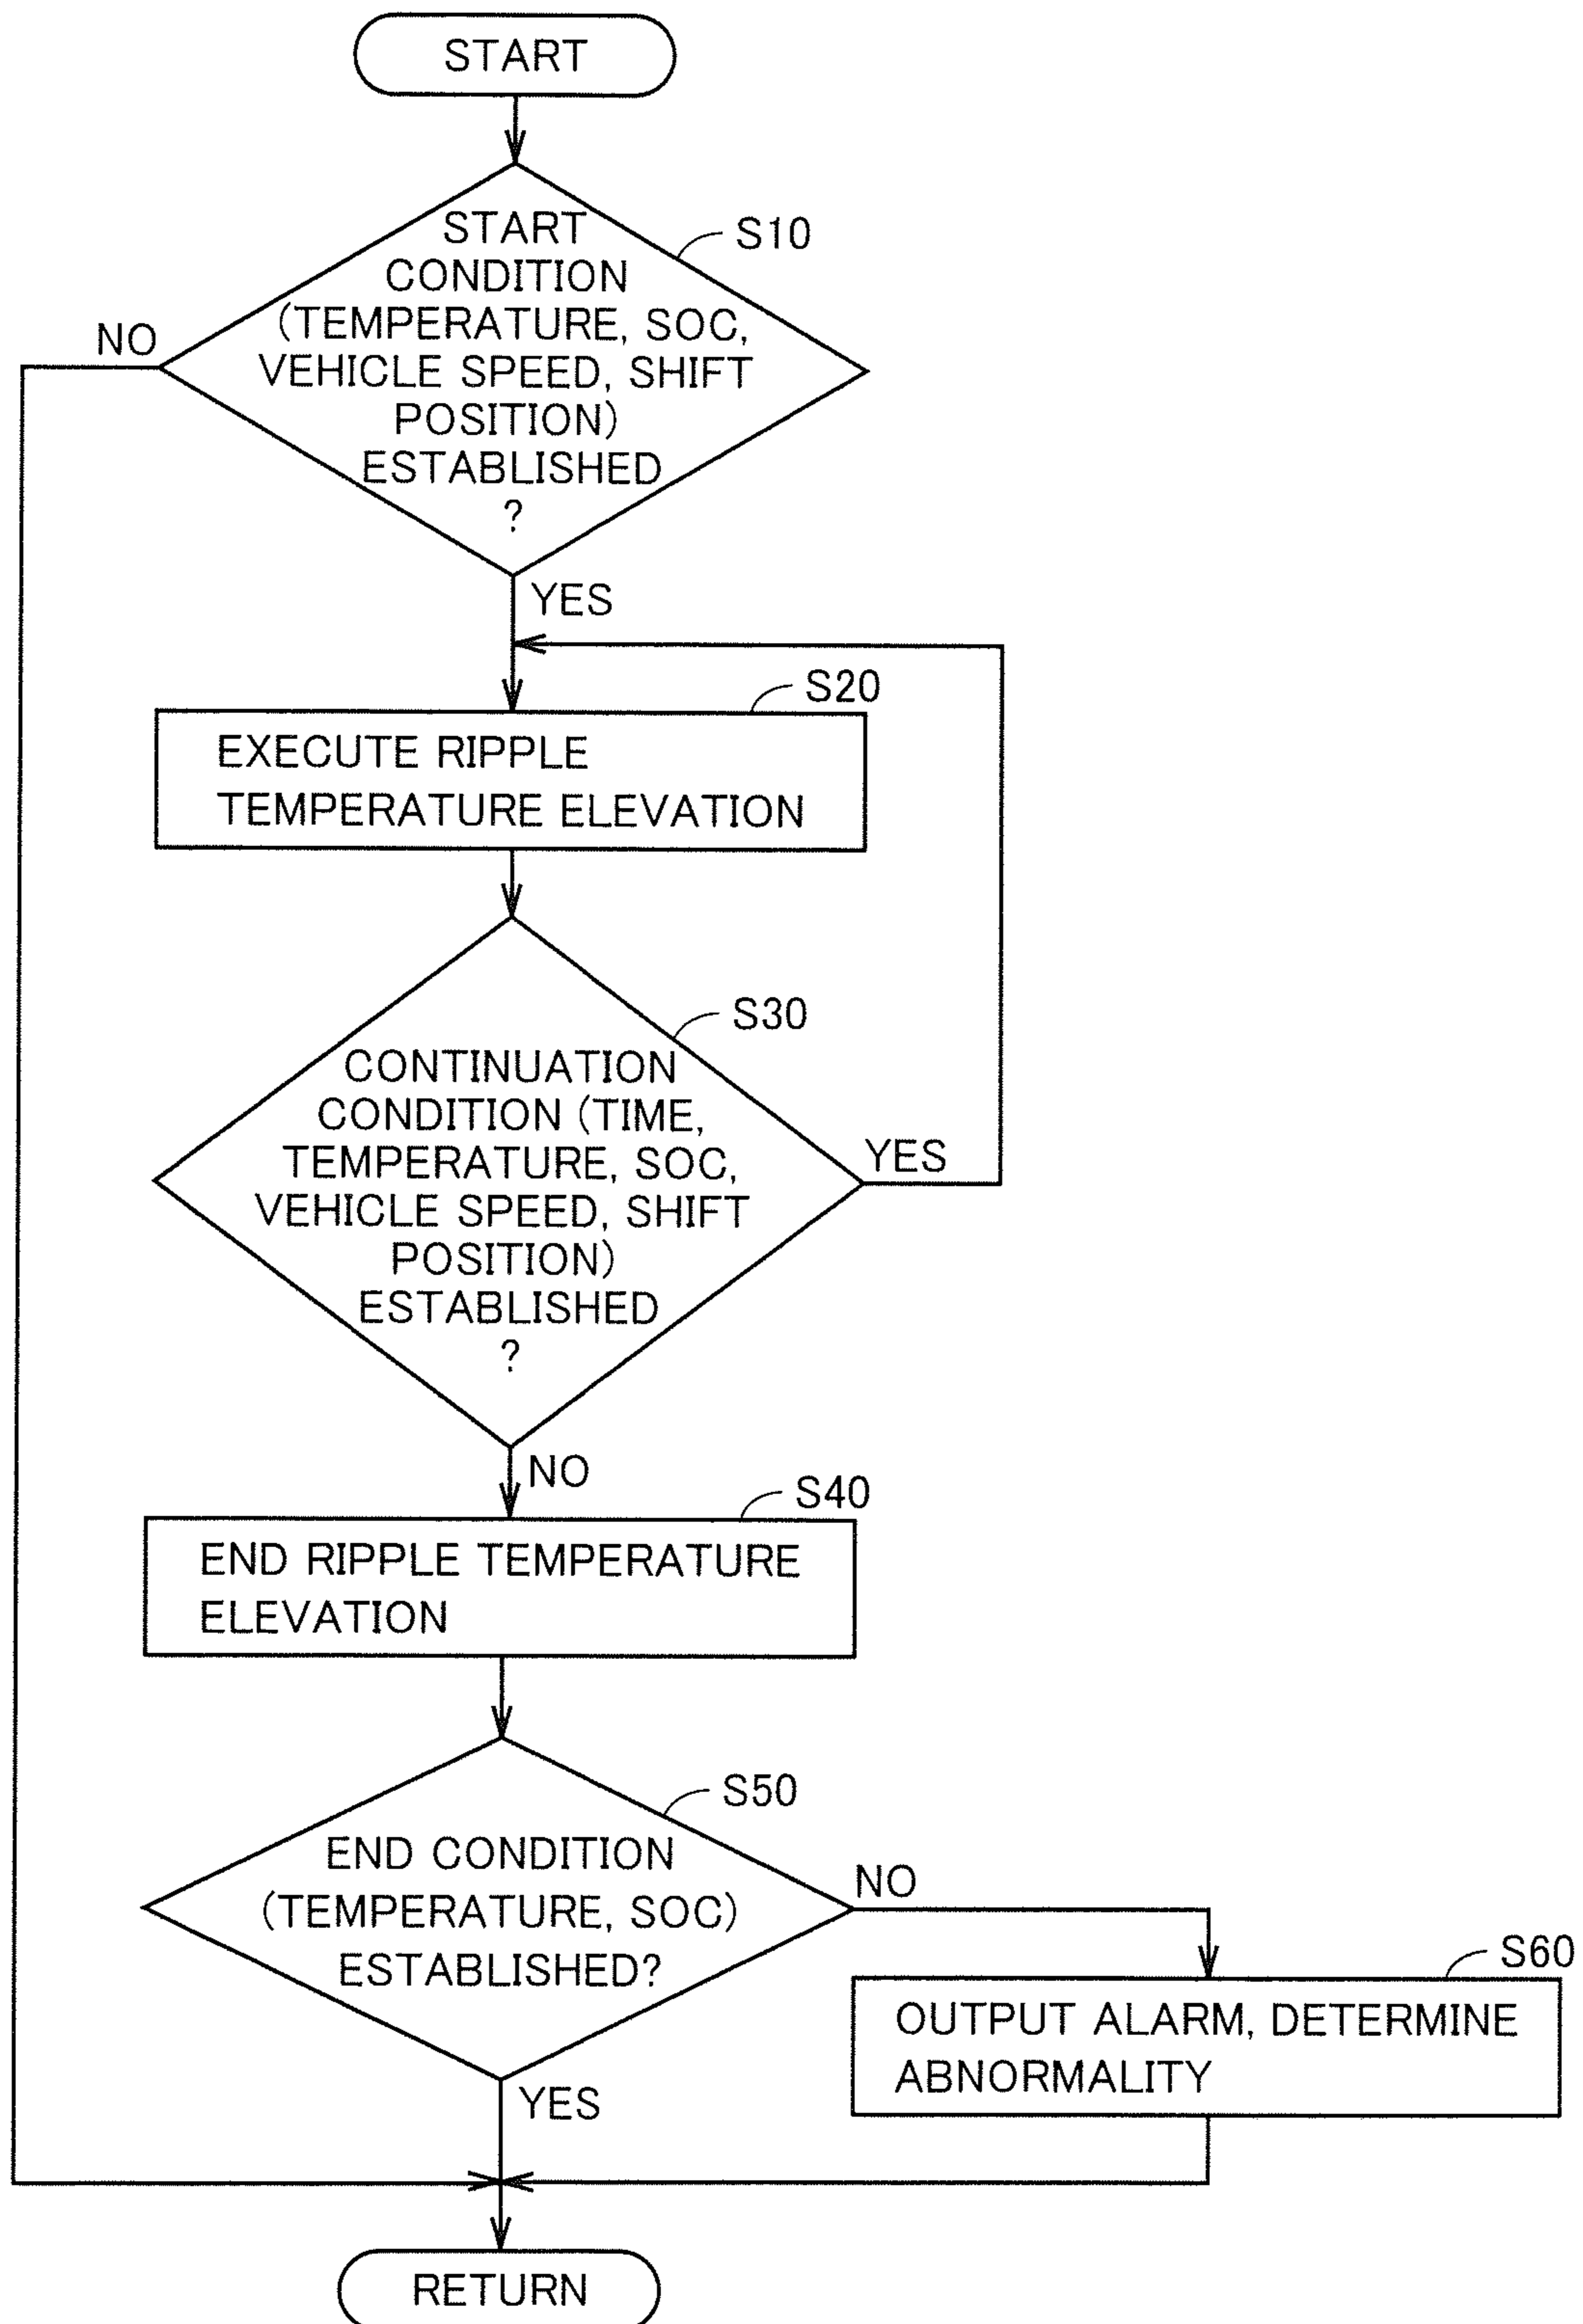 START
S10
START
CONDITION
(TEMPERATURE, SOC,
VEHICLE SPEED, SHIFT
POSITION)
ESTABLISHED
?
NO
YES
S20
EXECUTE RIPPLE
TEMPERATURE ELEVATION
S30
CONTINUATION
CONDITION (TIME,
TEMPERATURE, SOC,
VEHICLE SPEED, SHIFT
POSITION)
ESTABLISHED
?
YES
NO
S40
END RIPPLE TEMPERATURE
ELEVATION
S50
END CONDITION
(TEMPERATURE, SOC)
ESTABLISHED?
NO
S60
OUTPUT ALARM, DETERMINE
ABNORMALITY
YES
RETURN